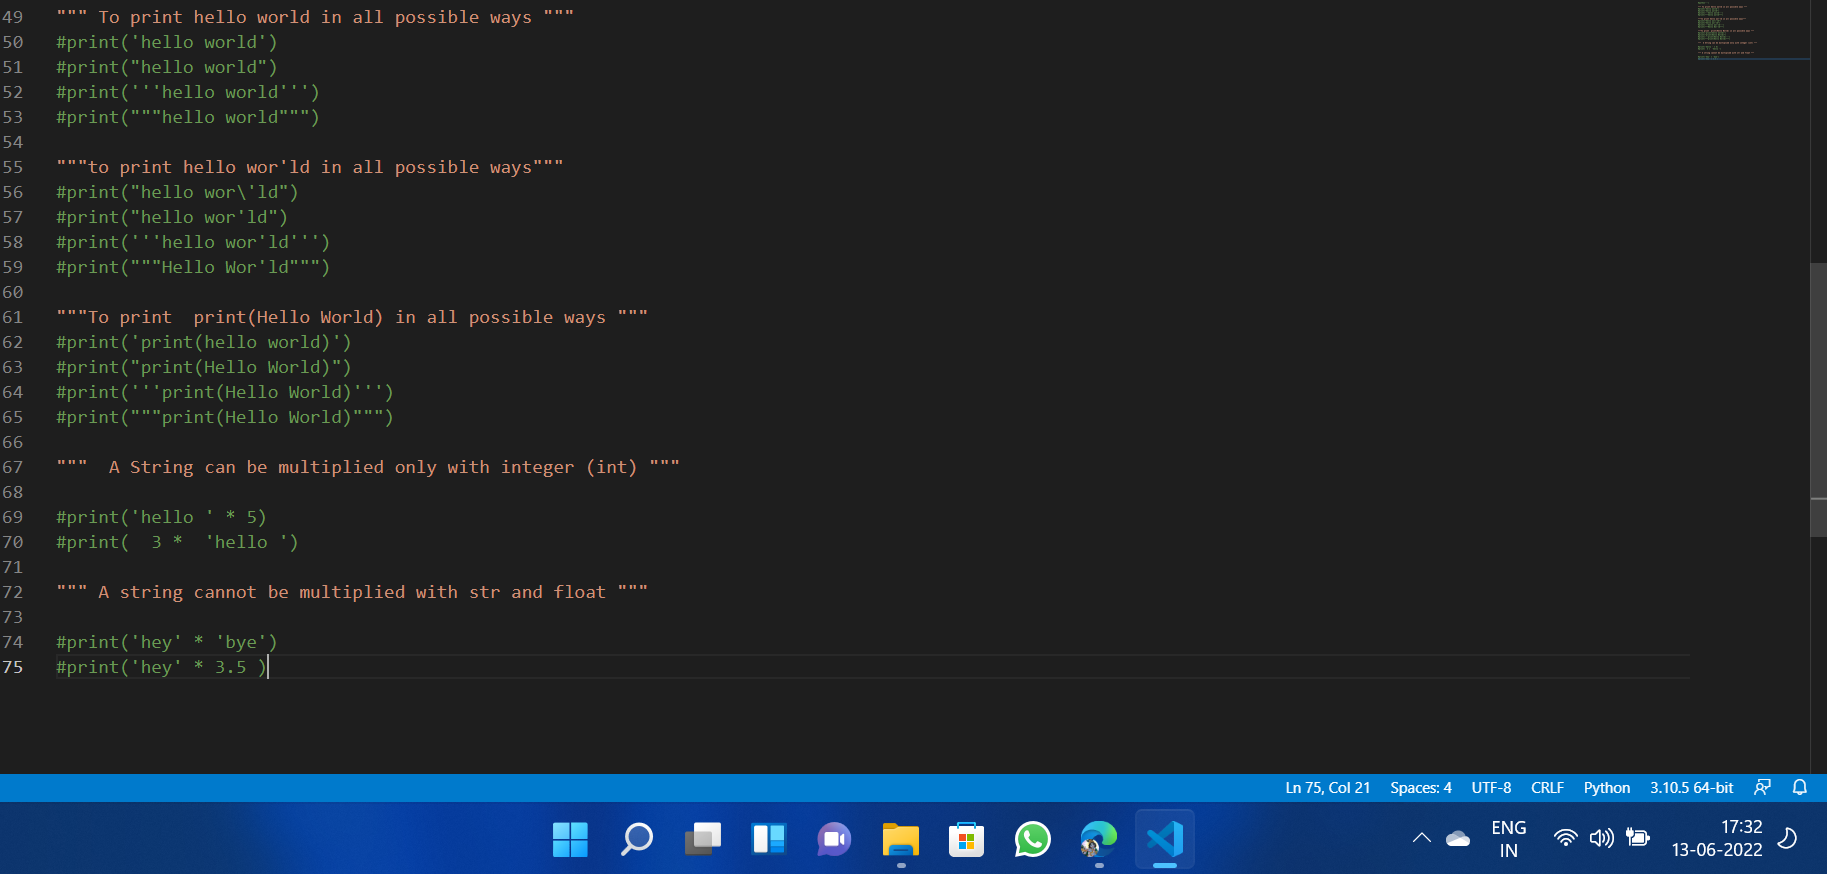 49 """ To print hello world in all possible ways """
50 #print('hello world')
51 #print("hello world")
52 #print('''hello world''')
53 #print("""hello world""")
54
55 """to print hello wor'ld in all possible ways"""
56 #print("hello wor\'ld")
57 #print("hello wor'ld")
58 #print('''hello wor'ld''')
59 #print("""Hello Wor'ld""")
60
61 """To print  print(Hello World) in all possible ways """
62 #print('print(hello world)')
63 #print("print(Hello World)")
64 #print('''print(Hello World)''')
65 #print("""print(Hello World)""")
66
67 """  A String can be multiplied only with integer (int) """
68
69 #print('hello ' * 5)
70 #print(  3 *  'hello ')
71
72 """ A string cannot be multiplied with str and float """
73
74 #print('hey' * 'bye')
75 #print('hey' * 3.5 )
Ln 75, Col 21 Spaces: 4 UTF-8 CRLF Python 3.10.5 64-bit
ENG
IN
17:32
13-06-2022